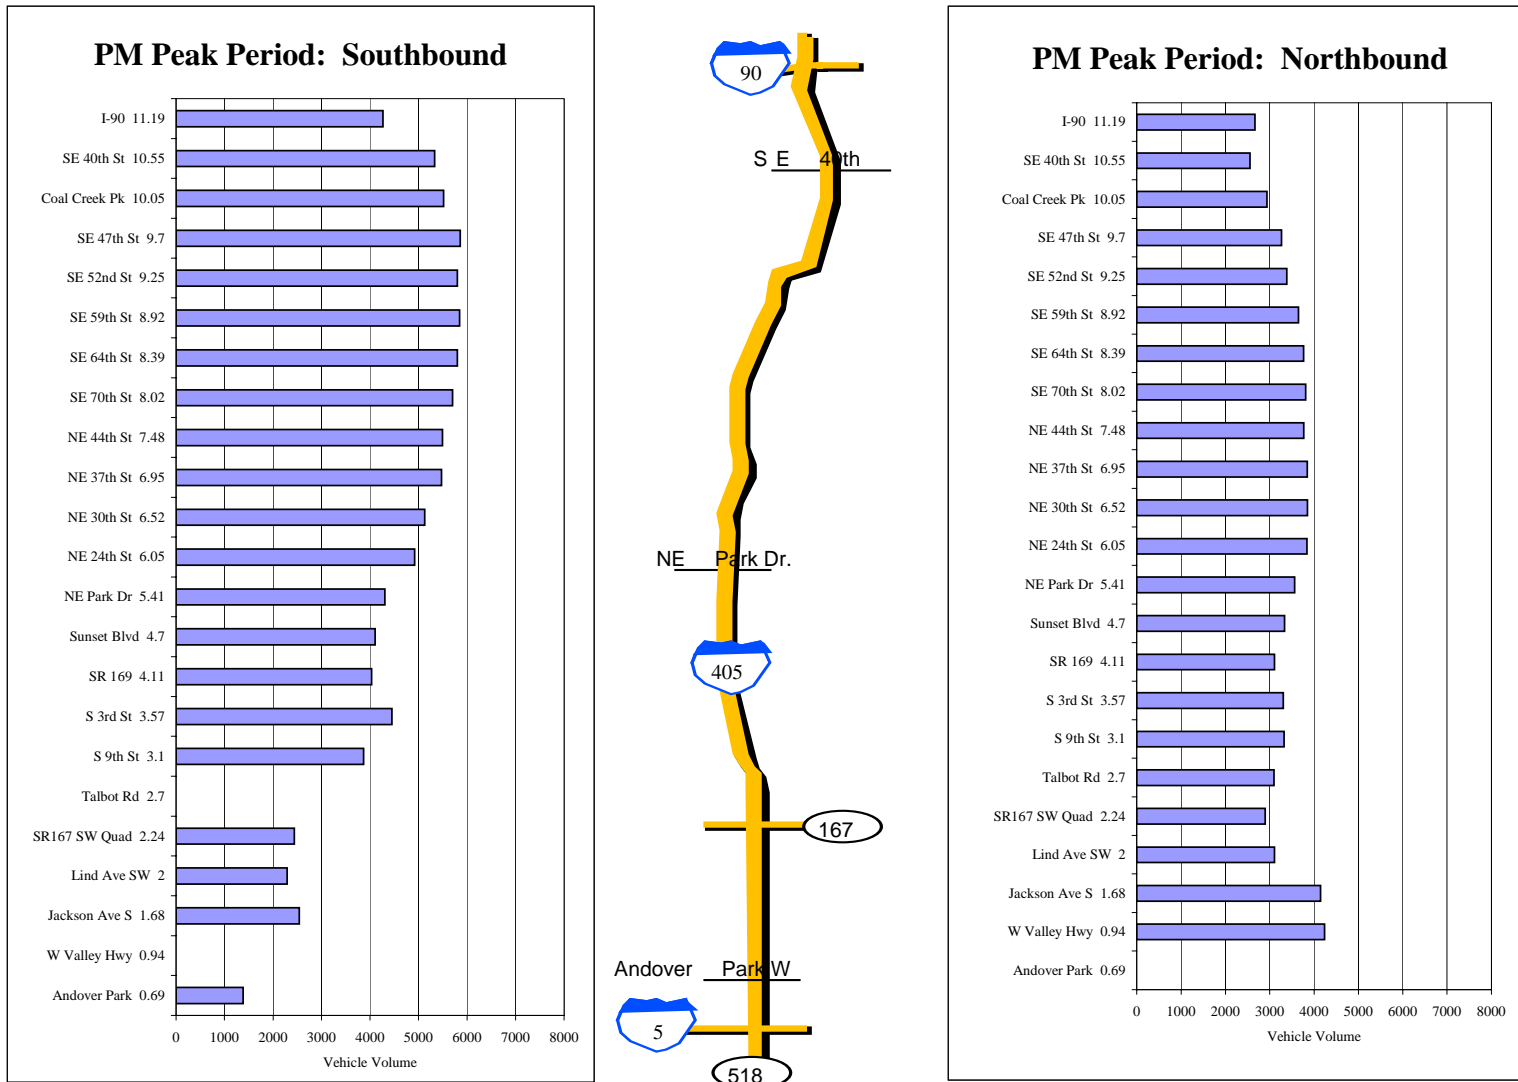 PM Peak Period: Southbound
I-90 11.19
SE 40th St 10.55
Coal Creek Pk 10.05
SE 47th St 9.7
SE 52nd St 9.25
SE 59th St 8.92
SE 64th St 8.39
SE 70th St 8.02
NE 44th St 7.48
NE 37th St 6.95
NE 30th St 6.52
NE 24th St 6.05
NE Park Dr 5.41
Sunset Blvd 4.7
SR 169 4.11
S 3rd St 3.57
S 9th St 3.1
Talbot Rd 2.7
SR167 SW Quad 2.24
Lind Ave SW 2
Jackson Ave S 1.68
W Valley Hwy 0.94
Andover Park 0.69
0 1000 2000 3000 4000 5000 6000 7000 8000
Vehicle Volume
90
S E 40th
NE Park Dr.
405
167
Andover Park W
5
518
PM Peak Period: Northbound
I-90 11.19
SE 40th St 10.55
Coal Creek Pk 10.05
SE 47th St 9.7
SE 52nd St 9.25
SE 59th St 8.92
SE 64th St 8.39
SE 70th St 8.02
NE 44th St 7.48
NE 37th St 6.95
NE 30th St 6.52
NE 24th St 6.05
NE Park Dr 5.41
Sunset Blvd 4.7
SR 169 4.11
S 3rd St 3.57
S 9th St 3.1
Talbot Rd 2.7
SR167 SW Quad 2.24
Lind Ave SW 2
Jackson Ave S 1.68
W Valley Hwy 0.94
Andover Park 0.69
0 1000 2000 3000 4000 5000 6000 7000 8000
Vehicle Volume